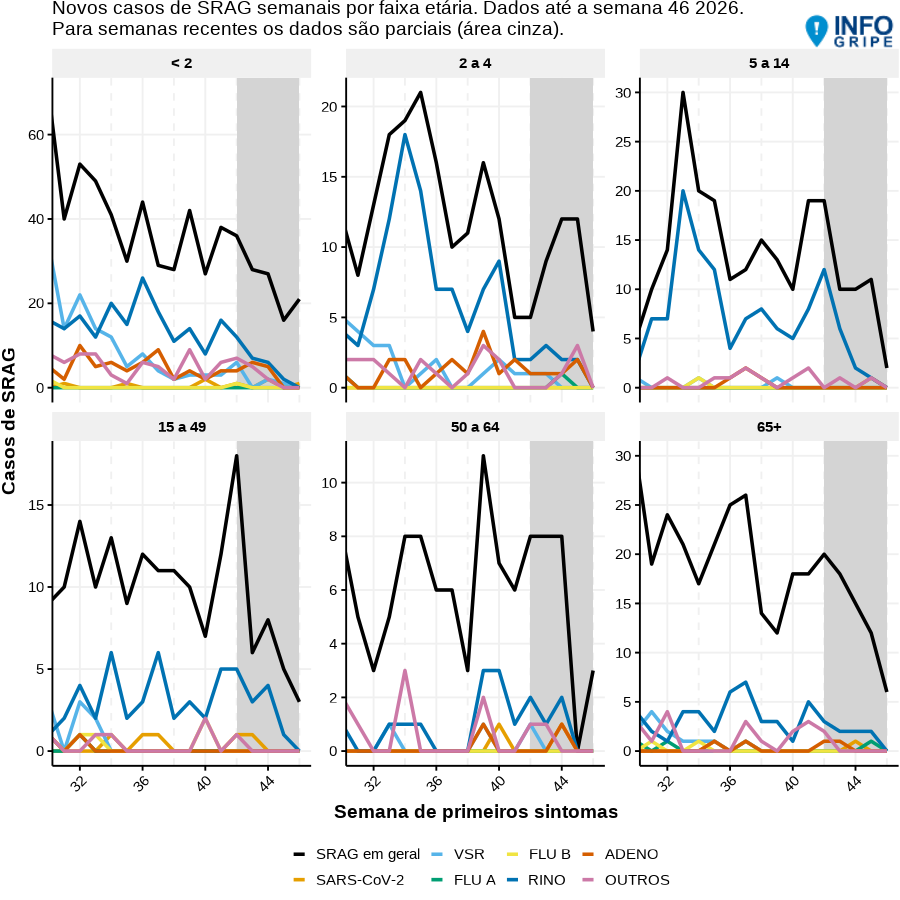 Novos casos de SRAG semanais por faixa etária. Dados até a semana 46 2026.
Para semanas recentes os dados são parciais (área cinza).
INFO
GRIPE
< 2
2 a 4
5 a 14
60
40
20
0
20
15
10
5
0
30
25
20
15
10
5
0
Casos de SRAG
15 a 49
50 a 64
65+
15
10
5
0
10
8
6
4
2
0
30
25
20
15
10
5
0
32 36 40 44
32 36 40 44
32 36 40 44
Semana de primeiros sintomas
SRAG em geral VSR FLU B ADENO
SARS-CoV-2 FLU A RINO OUTROS